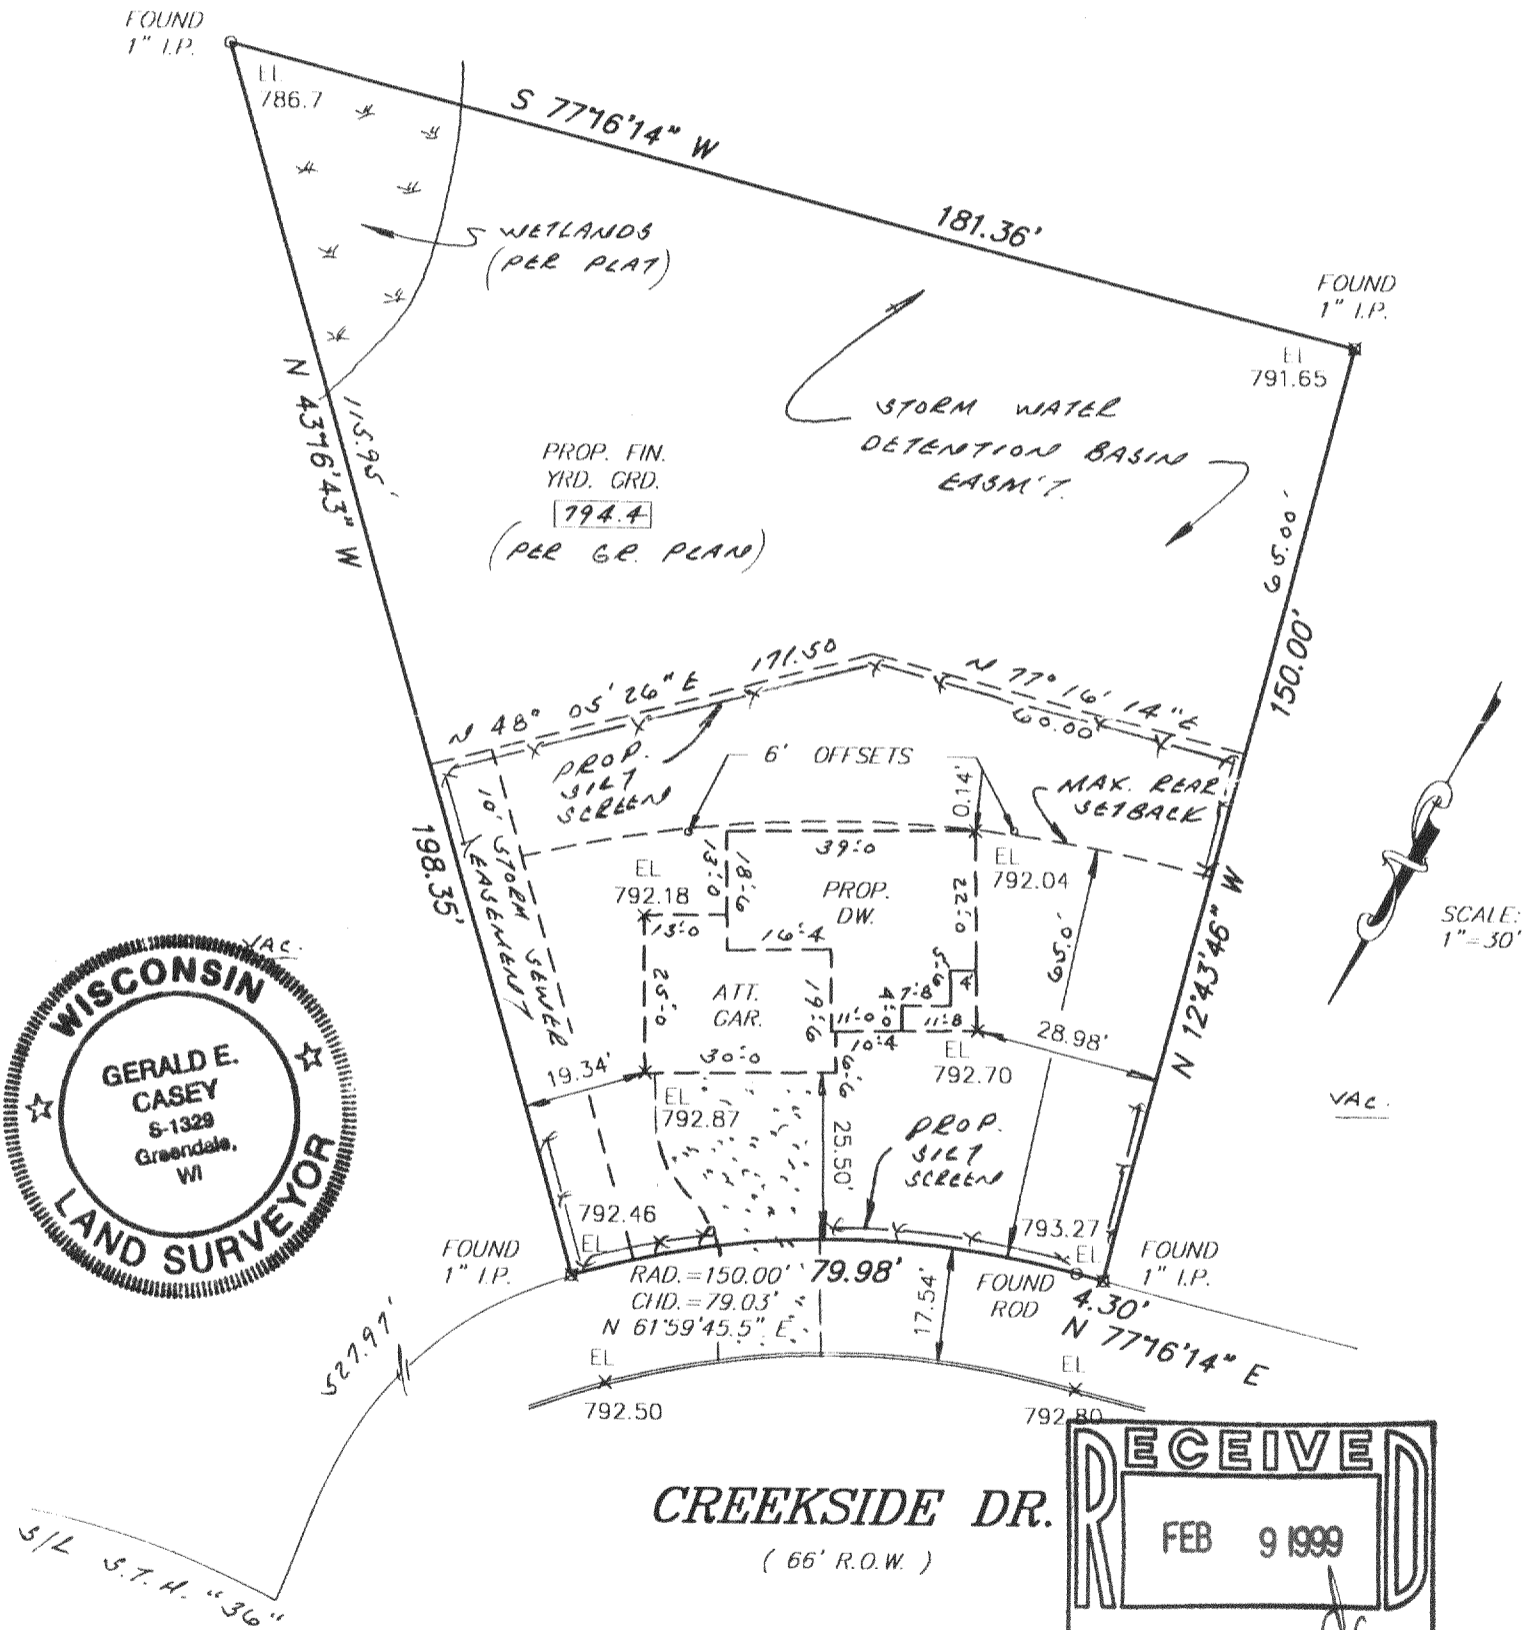 FOUND
1" I.P.
EL
786.7
S 77°16'14" W
181.36'
WETLANDS
(PER PLAT)
FOUND
1" I.P.
EL
791.65
STORM WATER
DETENTION BASIN
EASM'T.
N 43°16'43" W
115.95'
PROP. FIN.
YRD. GRD.
794.4
(PER GR. PLAN)
65.00'
150.00'
N 48° 05' 26" E
171.50
N 77° 16' 14" E
60.00'
PROP.
SILT
SCREEN
6' OFFSETS
0.14'
MAX. REAR
SETBACK
10' STORM SEWER
EASEMENT
198.35'
39'-0
13'-0
18'-6
EL
792.18
13'-0
PROP.
DW.
22'-0
EL
792.04
16'-4
25'-0
ATT.
GAR.
19'-6
5'-6
7'-8
4'-0
11'-0
11'-8
10'-4
65.0'
28.98'
N 12°43'46" W
SCALE:
1"=30'
VAC.
WISCONSIN
GERALD E.
CASEY
S-1329
Greendale,
WI
LAND SURVEYOR
19.34'
30'-0
6'-6
EL
792.70
EL
792.87
25.50'
PROP.
SILT
SCREEN
VAC.
792.46
EL
793.27
EL
FOUND
1" I.P.
FOUND
1" I.P.
RAD.=150.00'
79.98'
CHD.=79.03'
N 61°59'45.5" E
17.54'
FOUND
ROD
4.30'
N 77°16'14" E
527.97'
EL
792.50
EL
792.80
S/L S.T.H. "36"
CREEKSIDE DR.
( 66' R.O.W. )
RECEIVED
FEB 9 1999